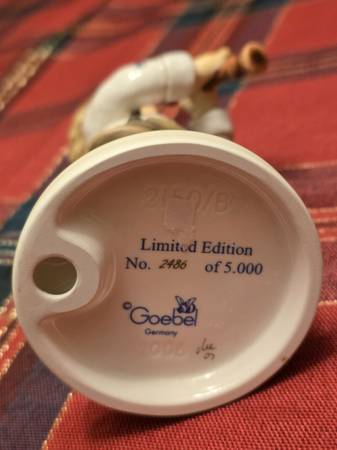 2150/B
Limited Edition
No. 2486 of 5.000
© Goebel
Germany